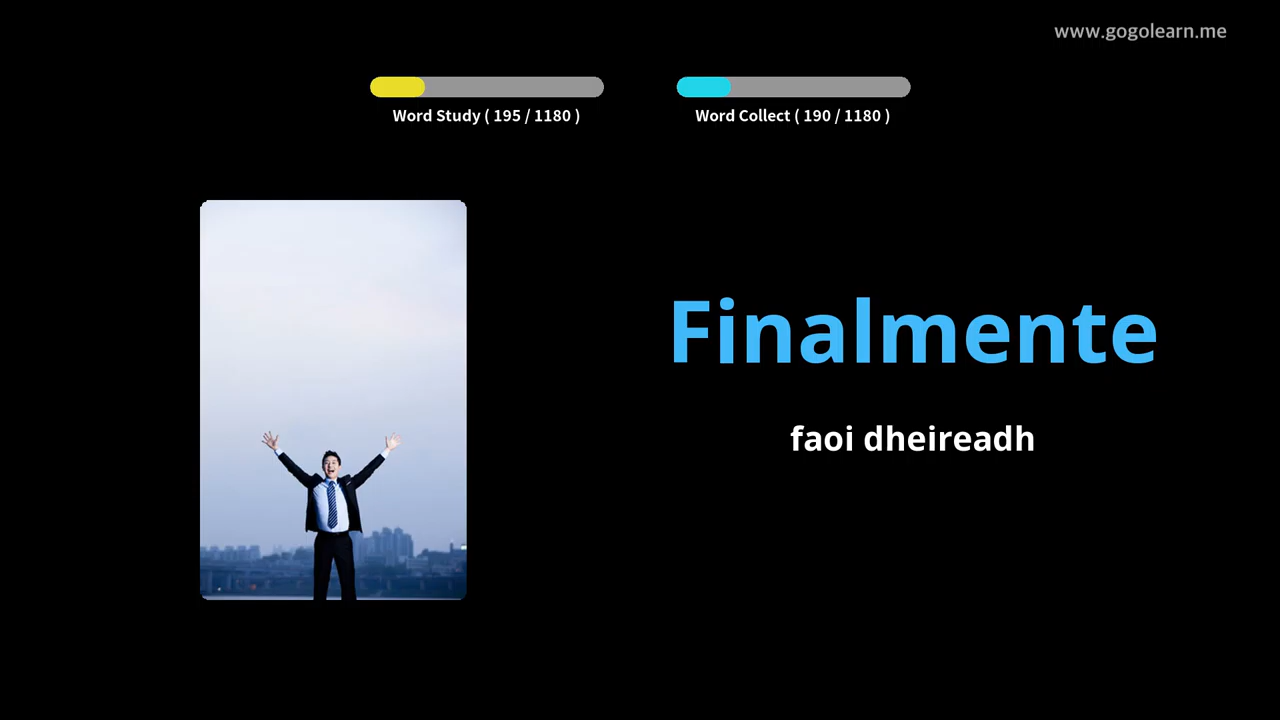 www.gogolearn.me
Word Study ( 195 / 1180 )
Word Collect ( 190 / 1180 )
Finalmente
faoi dheireadh